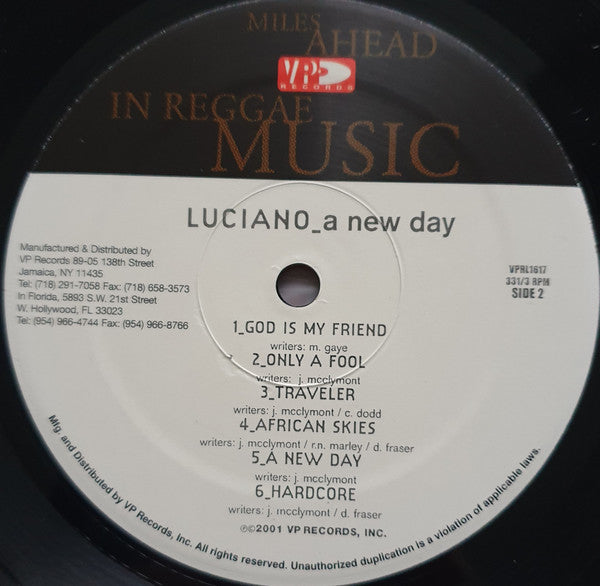 MILES
AHEAD
VP
RECORDS
IN REGGAE
MUSIC
LUCIANO_a new day
Manufactured & Distributed by
VP Records 89-05 138th Street
Jamaica, NY 11435
Tel: (718) 291-7058 Fax: (718) 658-3573
In Florida, 5893 S.W. 21st Street
W. Hollywood, FL 33023
Tel: (954) 966-4744 Fax: (954) 966-8766
VPRL1617
331/3 RPM
SIDE 2
1_GOD IS MY FRIEND
writers: m. gaye
2_ONLY A FOOL
writers: j. mcclymont
3_TRAVELER
writers: j. mcclymont / c. dodd
4_AFRICAN SKIES
writers: j. mcclymont / r.n. marley / d. fraser
5_A NEW DAY
writers: j. mcclymont
6_HARDCORE
writers: j. mcclymont / d. fraser
℗©2001 VP RECORDS, INC.
Mfg. and Distributed by VP Records, Inc. All rights reserved. Unauthorized duplication is a violation of applicable laws.